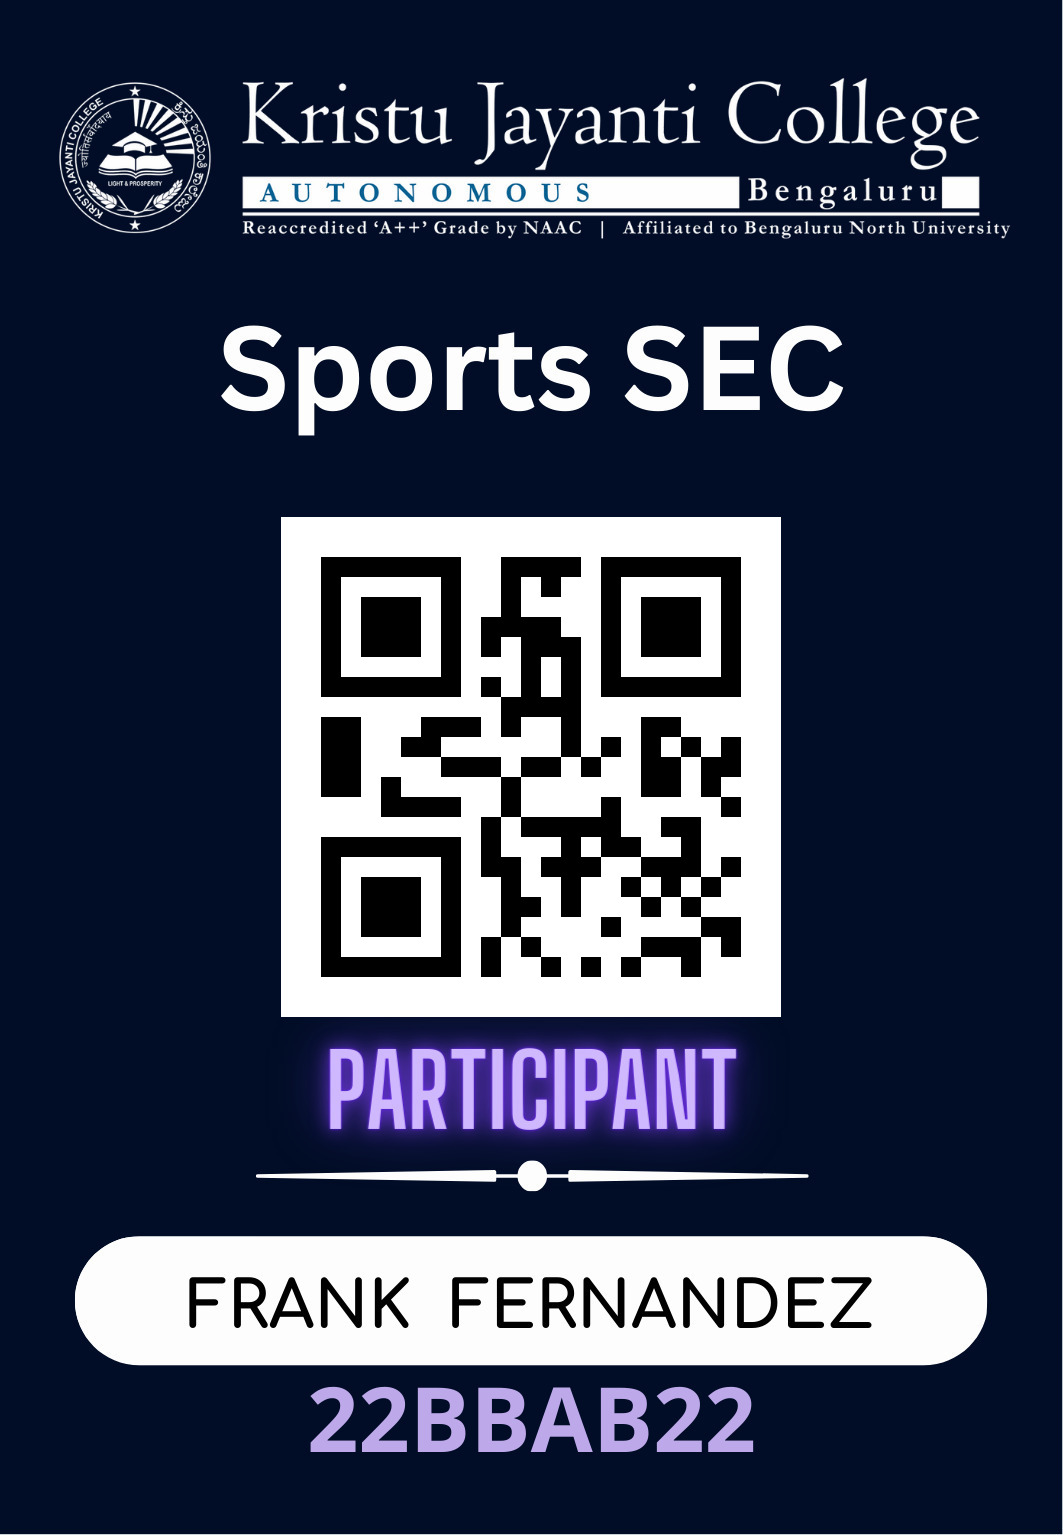 KRISTU JAYANTI COLLEGE
ಕ್ರಿಸ್ತು ಜಯಂತಿ ಕಾಲೇಜು
LIGHT & PROSPERITY
Kristu Jayanti College
AUTONOMOUS Bengaluru
Reaccredited ‘A++’ Grade by NAAC | Affiliated to Bengaluru North University
Sports SEC
PARTICIPANT
FRANK FERNANDEZ
22BBAB22